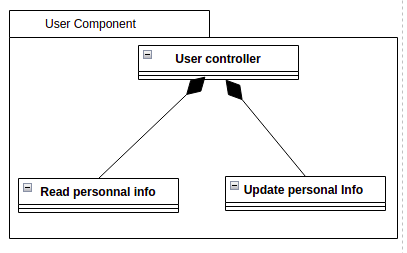 User Component
User controller
Read personnal info
Update personal Info